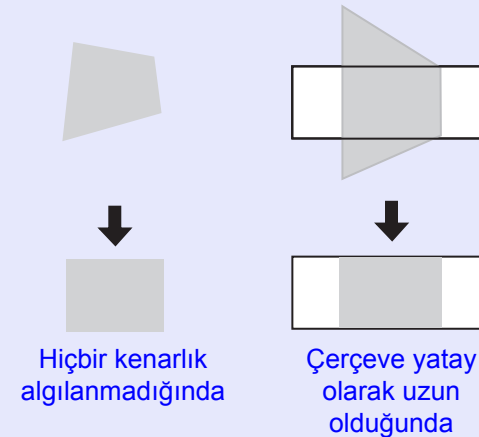 Hiçbir kenarlık
algılanmadığında
Çerçeve yatay
olarak uzun
olduğunda